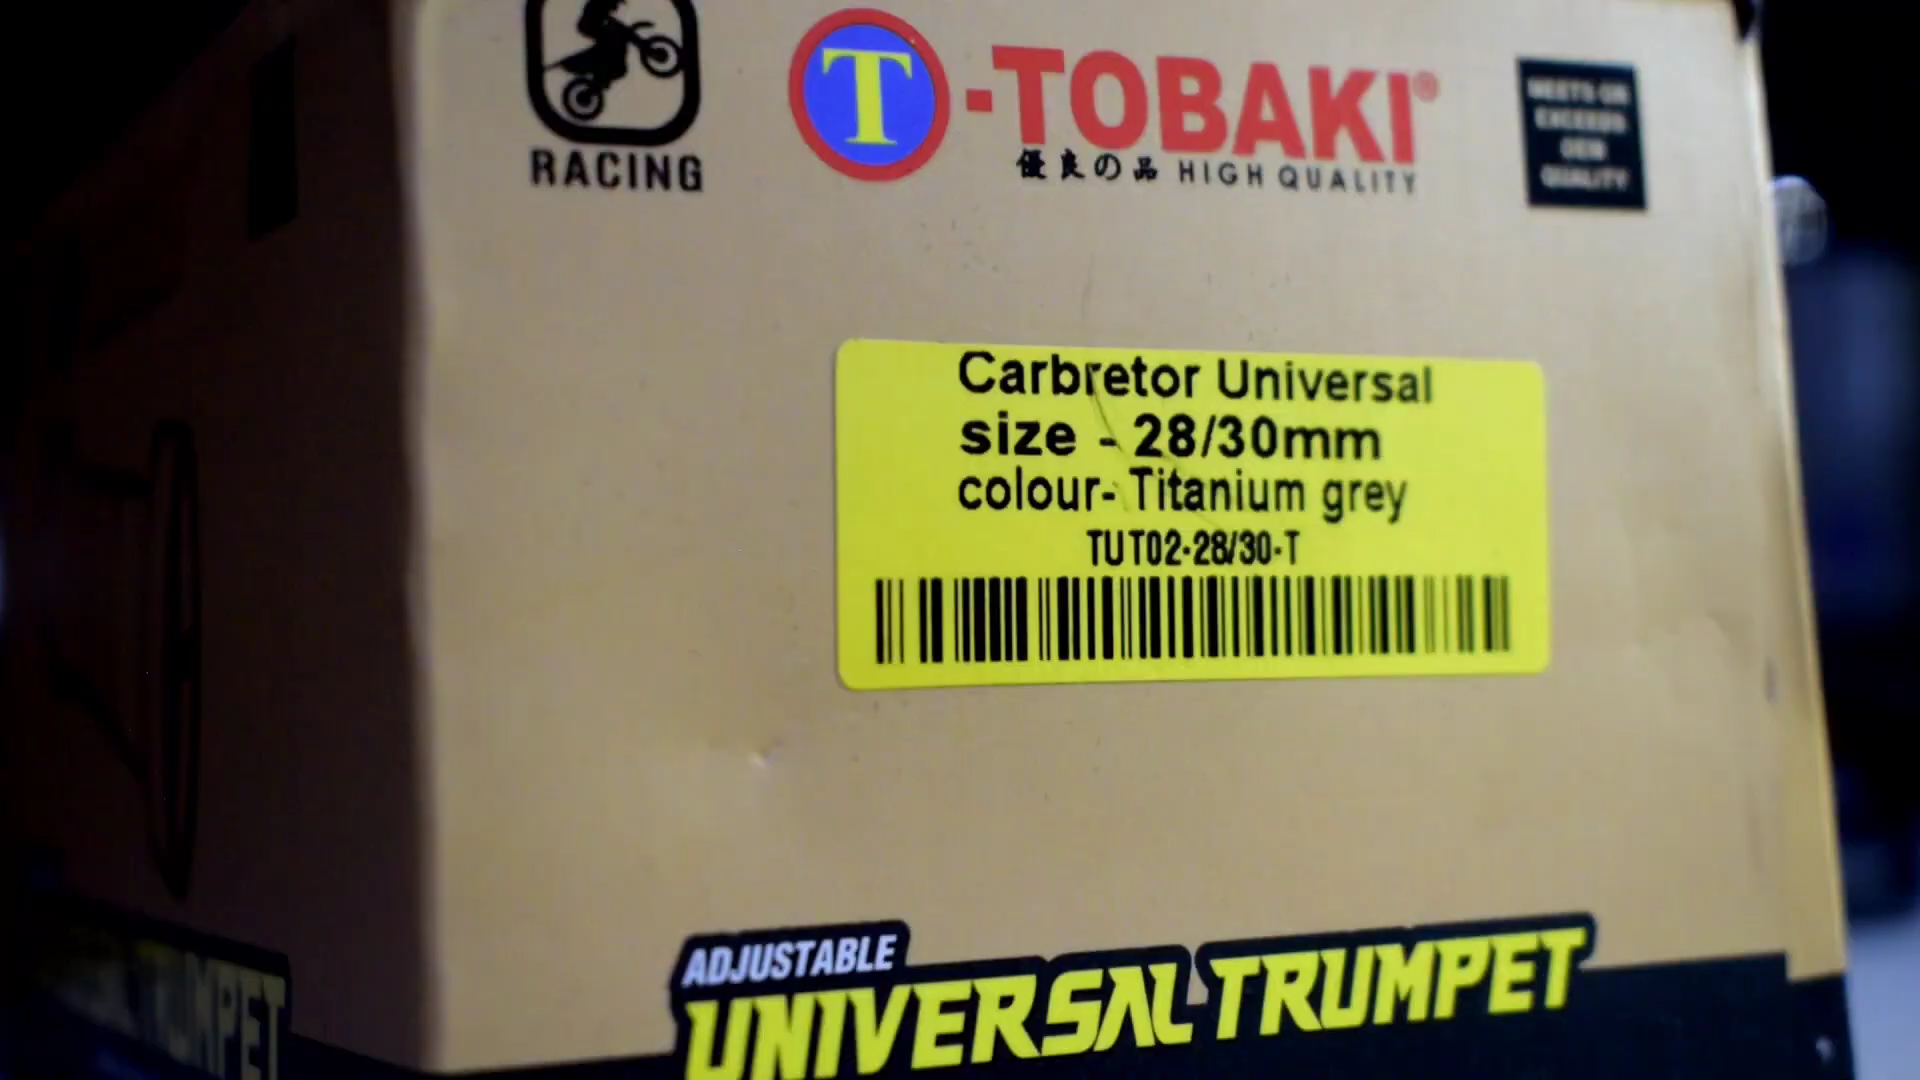 RACING
T
-TOBAKI®
優良の品 HIGH QUALITY
MEETS OR
EXCEEDS
OEM
QUALITY
Carbretor Universal
size - 28/30mm
colour- Titanium grey
TUT02-28/30-T
ADJUSTABLE
UNIVERSAL TRUMPET
TRUMPET